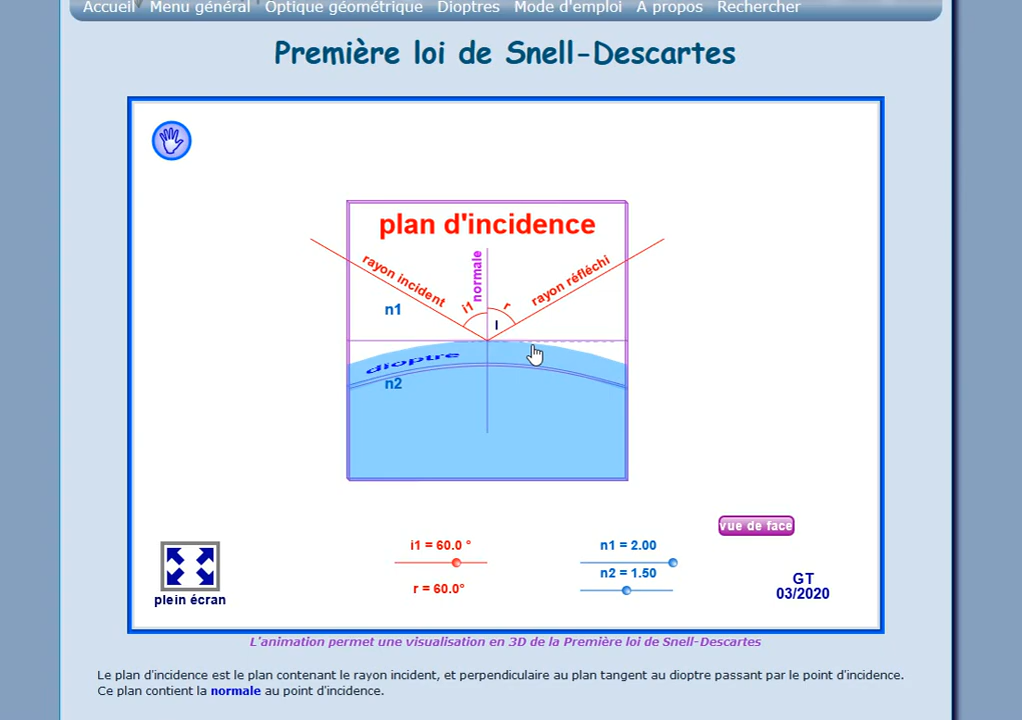 Accueil Menu général Optique géométrique Dioptres Mode d'emploi A propos Rechercher
Première loi de Snell-Descartes
plan d'incidence
rayon incident
normale
rayon réfléchi
i1
r
n1
I
dioptre
n2
vue de face
i1 = 60.0 °
n1 = 2.00
n2 = 1.50
r = 60.0°
plein écran
GT
03/2020
L'animation permet une visualisation en 3D de la Première loi de Snell-Descartes
Le plan d'incidence est le plan contenant le rayon incident, et perpendiculaire au plan tangent au dioptre passant par le point d'incidence.
Ce plan contient la normale au point d'incidence.